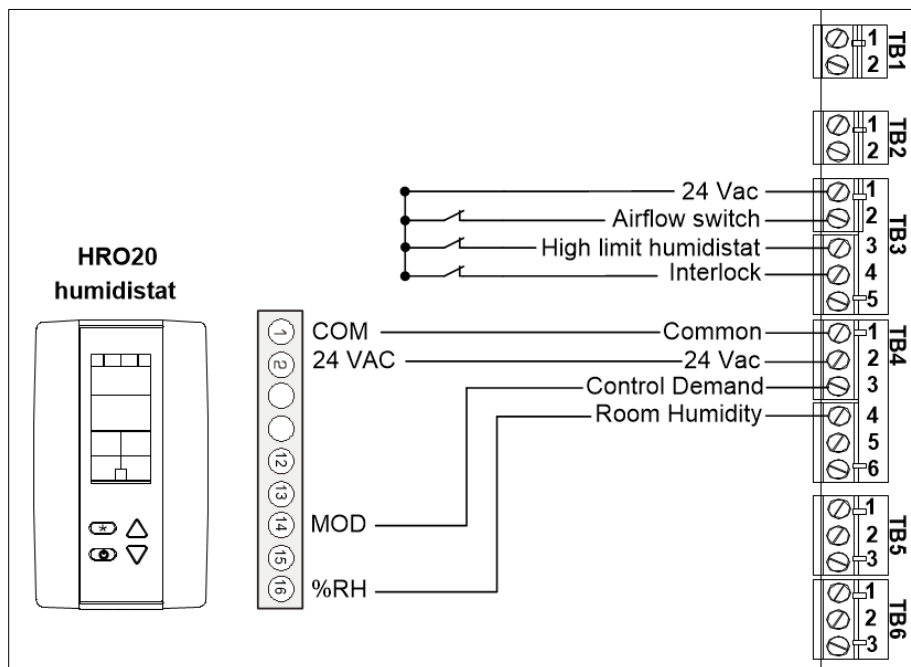 HRO20
humidistat
1 COM
2 24 VAC
12
13
14 MOD
15
16 %RH
24 Vac
Airflow switch
High limit humidistat
Interlock
Common
24 Vac
Control Demand
Room Humidity
1
2
TB1
1
2
TB2
1
2
3
4
5
TB3
1
2
3
4
5
6
TB4
1
2
3
TB5
1
2
3
TB6